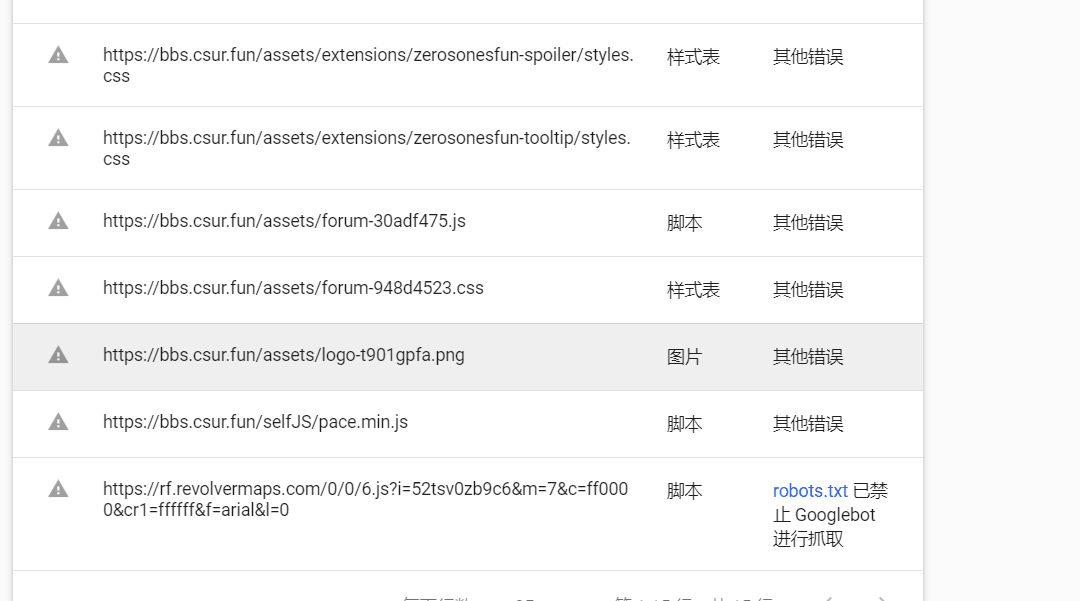 https://bbs.csur.fun/assets/extensions/zerosonesfun-spoiler/styles.
css
样式表
其他错误
https://bbs.csur.fun/assets/extensions/zerosonesfun-tooltip/styles.
css
样式表
其他错误
https://bbs.csur.fun/assets/forum-30adf475.js
脚本
其他错误
https://bbs.csur.fun/assets/forum-948d4523.css
样式表
其他错误
https://bbs.csur.fun/assets/logo-t901gpfa.png
图片
其他错误
https://bbs.csur.fun/selfJS/pace.min.js
脚本
其他错误
https://rf.revolvermaps.com/0/0/6.js?i=52tsv0zb9c6&m=7&c=ff000
0&cr1=ffffff&f=arial&l=0
脚本
robots.txt 已禁
止 Googlebot
进行抓取